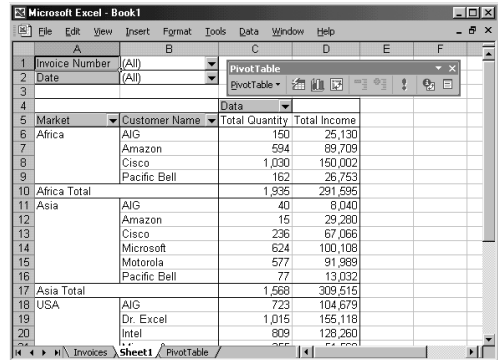 Microsoft Excel - Book1
File Edit View Insert Format Tools Data Window Help
A B C D E F
1 Invoice Number (All)
2 Date (All)
PivotTable
PivotTable
3
4 Data
5 Market Customer Name Total Quantity Total Income
6 Africa AIG 150 25,130
7 Amazon 594 89,709
8 Cisco 1,030 150,002
9 Pacific Bell 162 26,753
10 Africa Total 1,935 291,595
11 Asia AIG 40 8,040
12 Amazon 15 29,280
13 Cisco 236 67,066
14 Microsoft 624 100,108
15 Motorola 577 91,989
16 Pacific Bell 77 13,032
17 Asia Total 1,568 309,515
18 USA AIG 723 104,679
19 Dr. Excel 1,015 155,118
20 Intel 809 128,260
Invoices Sheet1 PivotTable